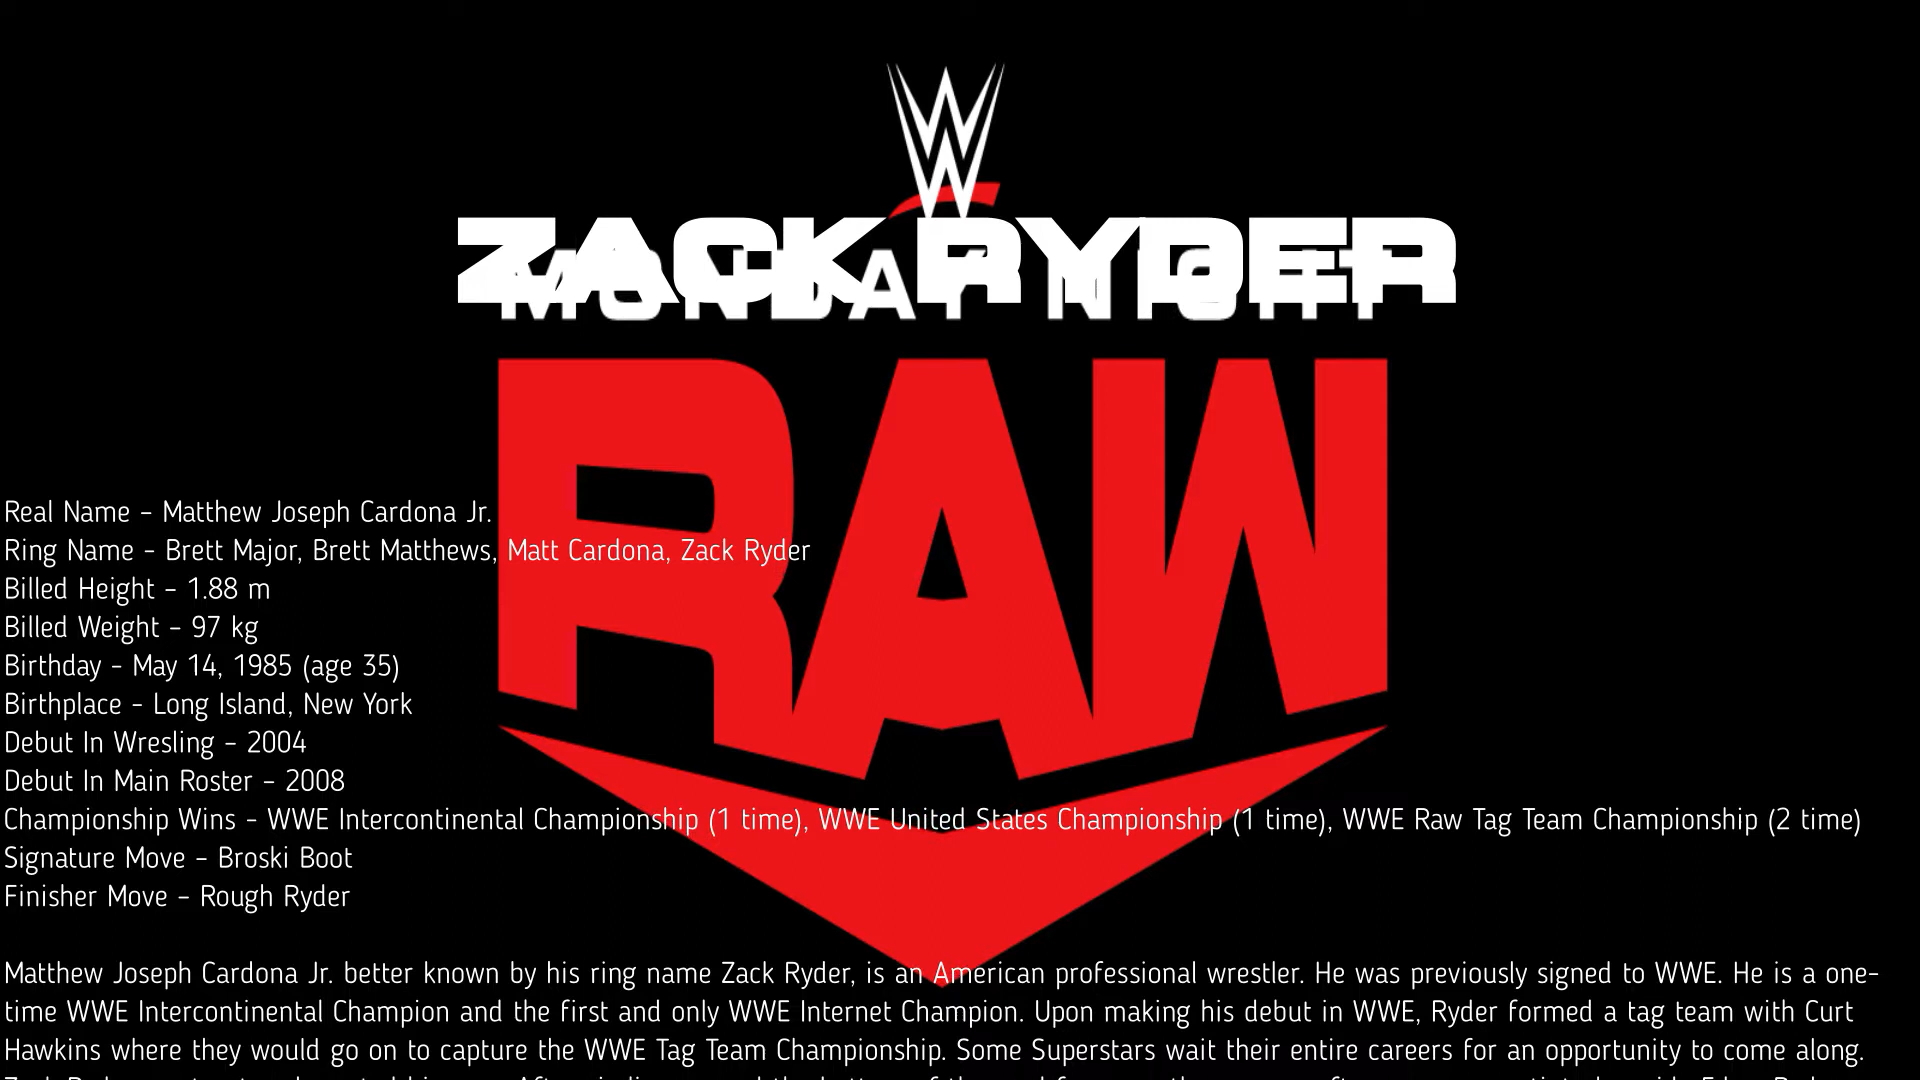 W
ZACK RYDER
MONDAY NIGHT
RAW
Real Name – Matthew Joseph Cardona Jr.
Ring Name – Brett Major, Brett Matthews, Matt Cardona, Zack Ryder
Billed Height – 1.88 m
Billed Weight – 97 kg
Birthday – May 14, 1985 (age 35)
Birthplace – Long Island, New York
Debut In Wresling – 2004
Debut In Main Roster – 2008
Championship Wins – WWE Intercontinental Championship (1 time), WWE United States Championship (1 time), WWE Raw Tag Team Championship (2 time)
Signature Move – Broski Boot
Finisher Move – Rough Ryder
Matthew Joseph Cardona Jr. better known by his ring name Zack Ryder, is an American professional wrestler. He was previously signed to WWE. He is a one-
time WWE Intercontinental Champion and the first and only WWE Internet Champion. Upon making his debut in WWE, Ryder formed a tag team with Curt
Hawkins where they would go on to capture the WWE Tag Team Championship. Some Superstars wait their entire careers for an opportunity to come along.